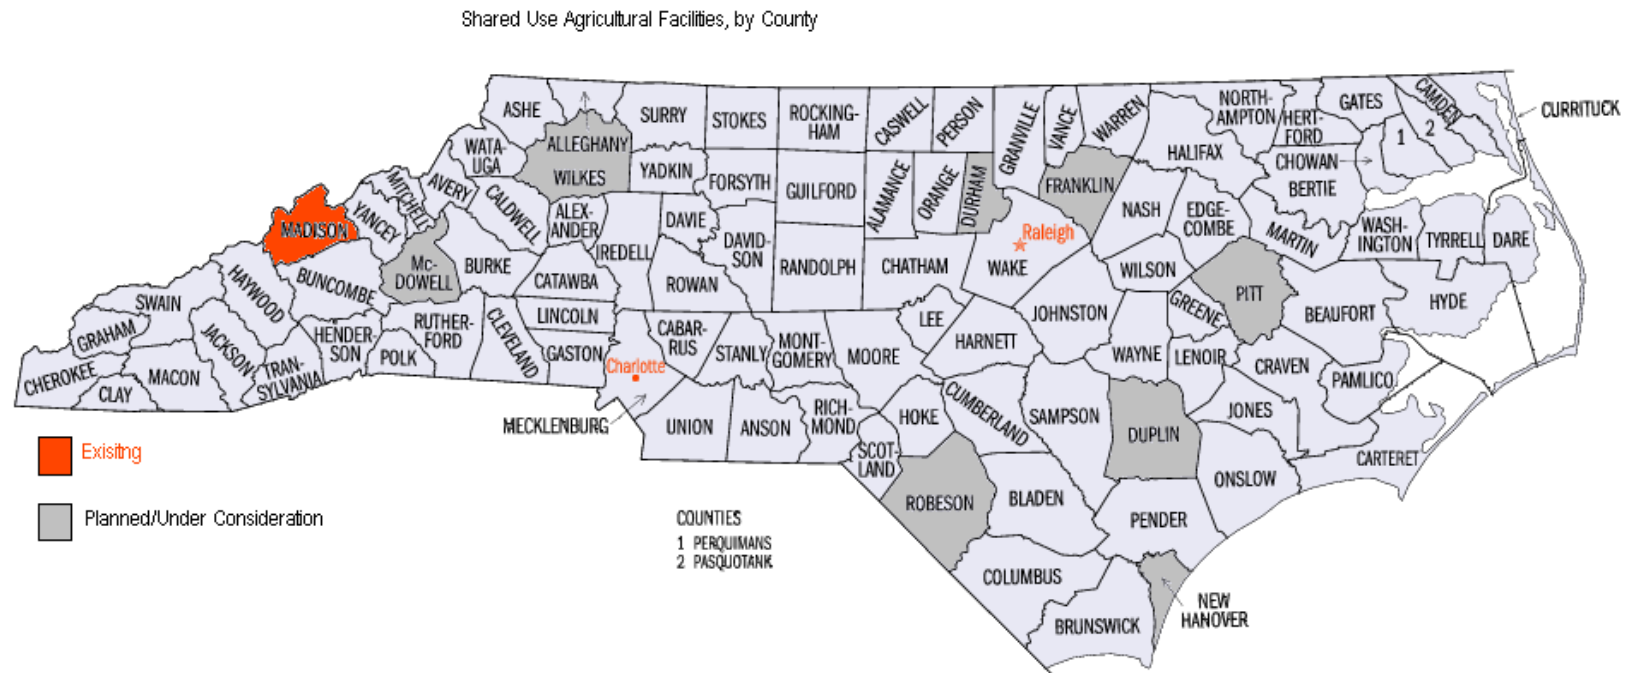 Shared Use Agricultural Facilities, by County
ASHE
ALLEGHANY
SURRY
STOKES
ROCKING-
HAM
CASWELL
PERSON
GRANVILLE
VANCE
WARREN
NORTH-
AMPTON
HERT-
FORD
GATES
CAMDEN
CURRITUCK
1
2
WATA-
UGA
WILKES
YADKIN
FORSYTH
GUILFORD
ALAMANCE
ORANGE
DURHAM
FRANKLIN
HALIFAX
CHOWAN
BERTIE
MADISON
YANCEY
MITCHELL
AVERY
CALDWELL
ALEX-
ANDER
IREDELL
DAVIE
DAVID-
SON
RANDOLPH
CHATHAM
Raleigh
WAKE
NASH
EDGE-
COMBE
MARTIN
WASH-
INGTON
TYRRELL
DARE
SWAIN
HAYWOOD
BUNCOMBE
Mc-
DOWELL
BURKE
CATAWBA
ROWAN
WILSON
PITT
BEAUFORT
HYDE
GRAHAM
JACKSON
HENDER-
SON
RUTHER-
FORD
CLEVELAND
LINCOLN
GASTON
CABAR-
RUS
STANLY
MONT-
GOMERY
MOORE
LEE
HARNETT
JOHNSTON
GREENE
WAYNE
LENOIR
CRAVEN
PAMLICO
CHEROKEE
CLAY
MACON
TRAN-
SYLVANIA
POLK
Charlotte
MECKLENBURG
UNION
ANSON
RICH-
MOND
SCOT-
LAND
HOKE
CUMBERLAND
SAMPSON
DUPLIN
JONES
ONSLOW
CARTERET
ROBESON
BLADEN
PENDER
COLUMBUS
BRUNSWICK
NEW
HANOVER
Exisitng
Planned/Under Consideration
COUNTIES
1 PERQUIMANS
2 PASQUOTANK